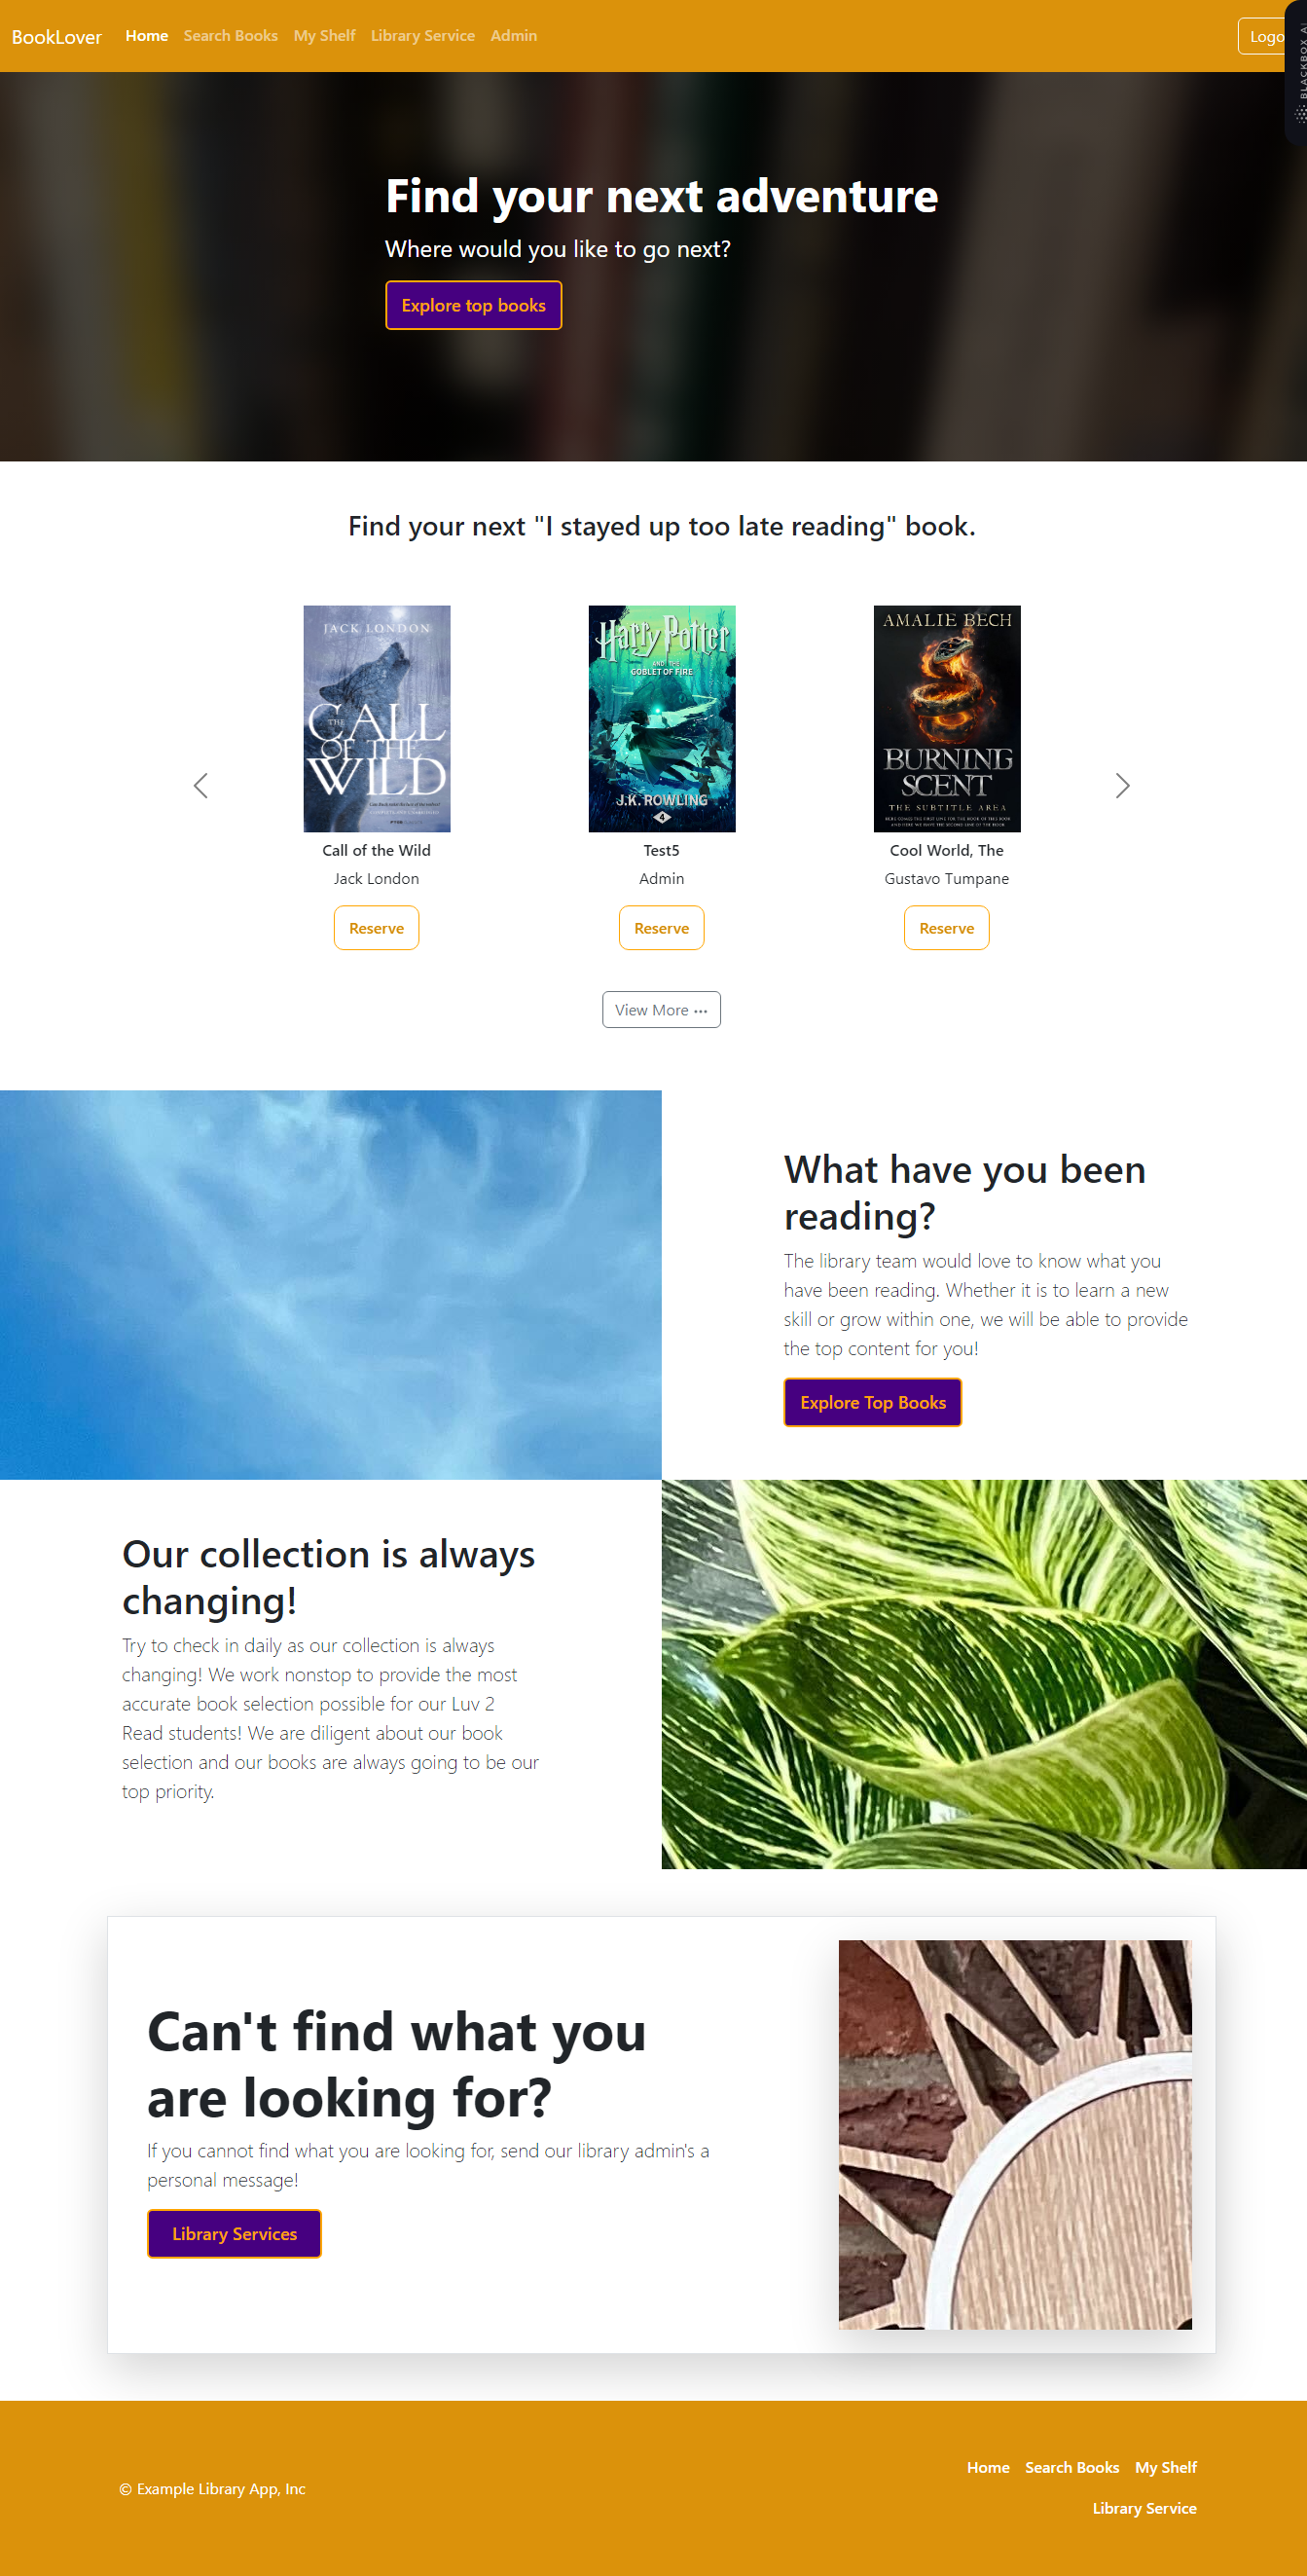 BookLover Home Search Books My Shelf Library Service Admin Logo
BLACKBOX AI
Find your next adventure
Where would you like to go next?
Explore top books
Find your next "I stayed up too late reading" book.
JACK LONDON
THE
CALL
OF THE
WILD
Harry Potter
AND THE
GOBLET OF FIRE
J.K. ROWLING
4
AMALIE BECH
BURNING
SCENT
THE SUBTITLE AREA
Call of the Wild
Jack London
Reserve
Test5
Admin
Reserve
Cool World, The
Gustavo Tumpane
Reserve
View More •••
What have you been
reading?
The library team would love to know what you
have been reading. Whether it is to learn a new
skill or grow within one, we will be able to provide
the top content for you!
Explore Top Books
Our collection is always
changing!
Try to check in daily as our collection is always
changing! We work nonstop to provide the most
accurate book selection possible for our Luv 2
Read students! We are diligent about our book
selection and our books are always going to be our
top priority.
Can't find what you
are looking for?
If you cannot find what you are looking for, send our library admin's a
personal message!
Library Services
© Example Library App, Inc
Home Search Books My Shelf
Library Service